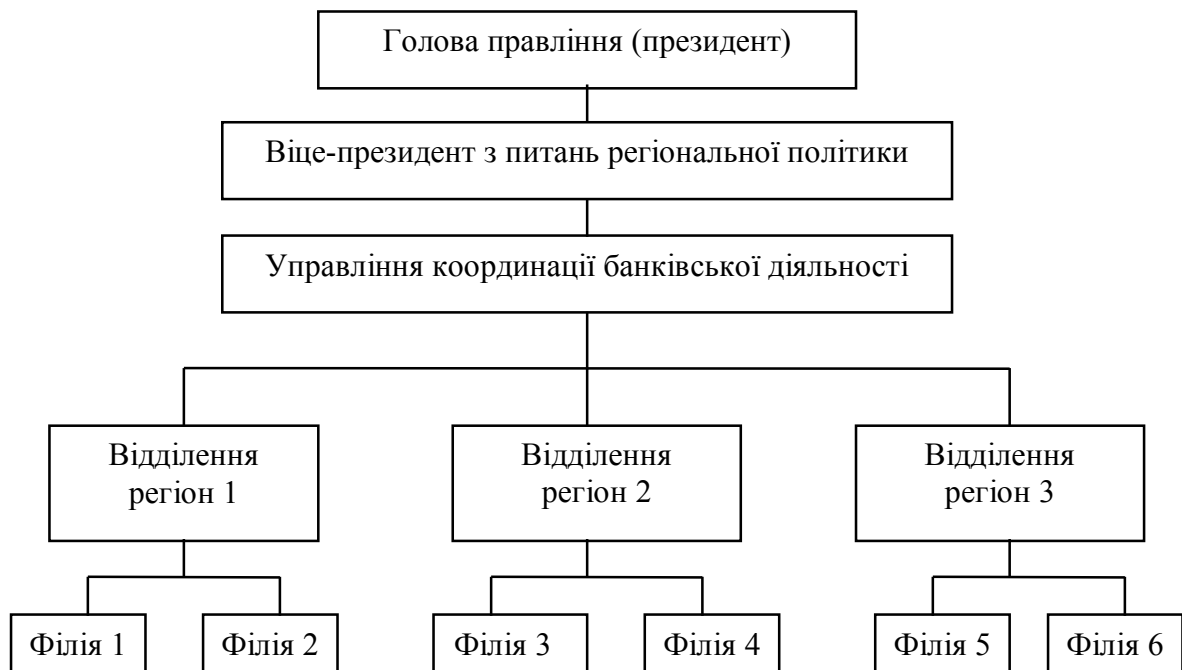 Голова правління (президент)
Віце-президент з питань регіональної політики
Управління координації банківської діяльності
Відділення
регіон 1
Відділення
регіон 2
Відділення
регіон 3
Філія 1
Філія 2
Філія 3
Філія 4
Філія 5
Філія 6